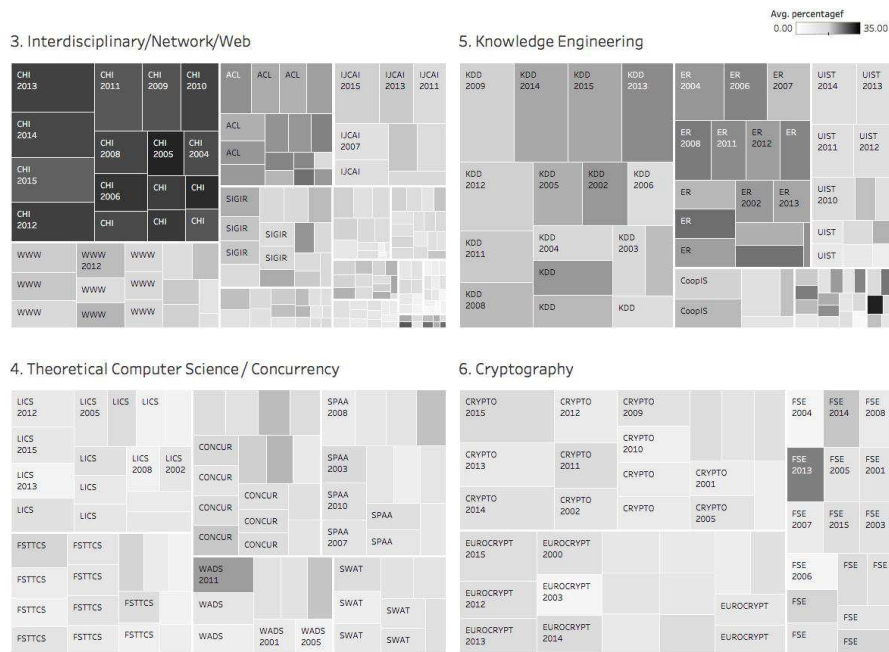 Avg. percentagef
0.00 35.00
3. Interdisciplinary/Network/Web
CHI
2013
CHI
2011
CHI
2009
CHI
2010
CHI
2014
CHI
2008
CHI
2005
CHI
2004
CHI
2015
CHI
2006
CHI
CHI
CHI
2012
CHI
CHI
CHI
ACL
ACL
ACL
ACL
ACL
IJCAI
2015
IJCAI
2013
IJCAI
2011
IJCAI
2007
IJCAI
SIGIR
SIGIR
SIGIR
SIGIR
SIGIR
WWW
WWW
2012
WWW
WWW
WWW
WWW
WWW
WWW
WWW
5. Knowledge Engineering
KDD
2009
KDD
2014
KDD
2015
KDD
2013
KDD
2012
KDD
2005
KDD
2002
KDD
2006
KDD
2011
KDD
2004
KDD
2003
KDD
KDD
2008
KDD
KDD
ER
2004
ER
2006
ER
2007
ER
2008
ER
2011
ER
2012
ER
ER
ER
2002
ER
2013
ER
ER
UIST
2014
UIST
2013
UIST
2011
UIST
2012
UIST
2010
UIST
UIST
CoopIS
CoopIS
4. Theoretical Computer Science / Concurrency
LICS
2012
LICS
2005
LICS
LICS
LICS
2015
LICS
LICS
2008
LICS
2002
LICS
2013
LICS
LICS
LICS
CONCUR
CONCUR
CONCUR
CONCUR
CONCUR
CONCUR
CONCUR
SPAA
2008
SPAA
2003
SPAA
2010
SPAA
SPAA
2007
SPAA
FSTTCS
FSTTCS
FSTTCS
FSTTCS
FSTTCS
FSTTCS
FSTTCS
FSTTCS
FSTTCS
FSTTCS
WADS
2011
WADS
WADS
WADS
2001
WADS
2005
SWAT
SWAT
SWAT
SWAT
SWAT
6. Cryptography
CRYPTO
2015
CRYPTO
2012
CRYPTO
2009
CRYPTO
2010
CRYPTO
2013
CRYPTO
2011
CRYPTO
CRYPTO
2001
CRYPTO
2014
CRYPTO
2002
CRYPTO
CRYPTO
2005
FSE
2004
FSE
2014
FSE
2008
FSE
2013
FSE
2005
FSE
2001
FSE
2007
FSE
2015
FSE
2003
FSE
2006
FSE
FSE
FSE
FSE
FSE
EUROCRYPT
2015
EUROCRYPT
2000
EUROCRYPT
2012
EUROCRYPT
2003
EUROCRYPT
EUROCRYPT
2013
EUROCRYPT
2014
EUROCRYPT